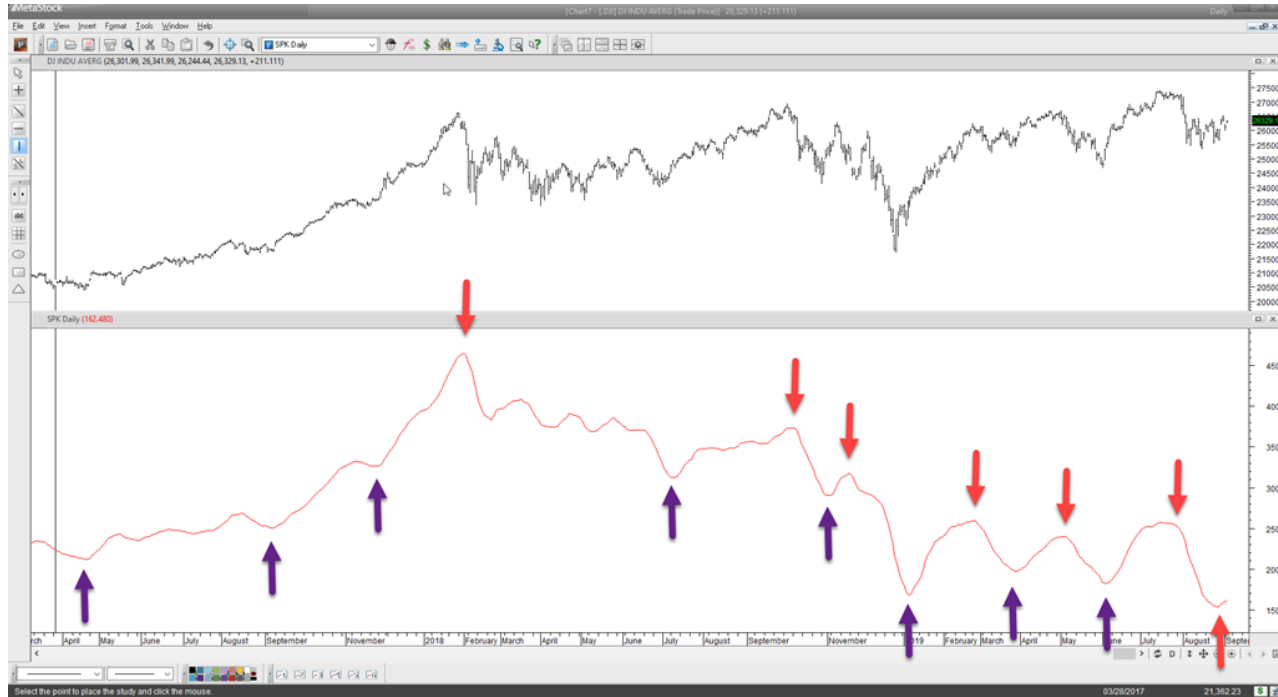 MetaStock
[Chart7 - [.DJI] DJ INDU AVERG (Trade Price)] 26,329.13 (+211.111)
Daily
File Edit View Insert Format Tools Window Help
SPK Daily
DJ INDU AVERG (26,301.99, 26,341.99, 26,244.44, 26,329.13, +211.111)
27500
27000
26329.1
26000
25500
25000
24500
24000
23500
23000
22500
22000
21500
21000
20500
20000
SPK Daily (162.480)
450
400
350
300
250
200
150
rch April May June July August September November 2018 February March April May June July August September November 2019 February March April May June July August Septe
Select the point to place the study and click the mouse.
03/28/2017
21,362.23